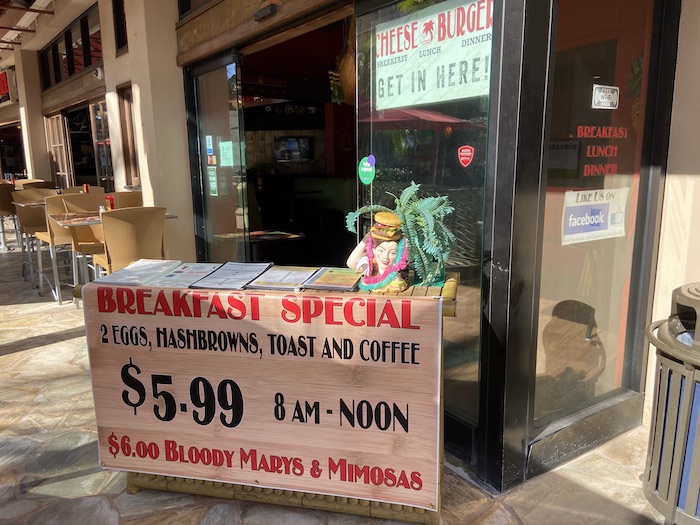 CHEESE BURGER
BREAKFAST LUNCH DINNER
GET IN HERE!
BREAKFAST
LUNCH
DINNER
LIKE US ON
facebook
BREAKFAST SPECIAL
2 EGGS, HASHBROWNS, TOAST AND COFFEE
$5.99 8 AM - NOON
$6.00 BLOODY MARYS & MIMOSAS